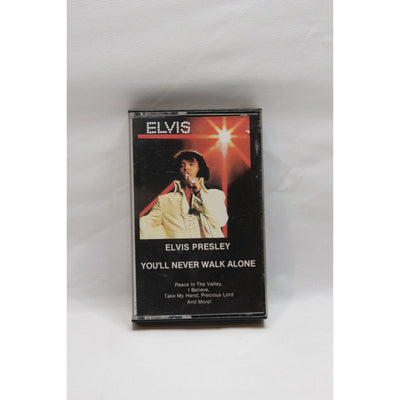 ELVIS
ELVIS PRESLEY
YOU'LL NEVER WALK ALONE
Peace In The Valley,
I Believe,
Take My Hand, Precious Lord
And More!